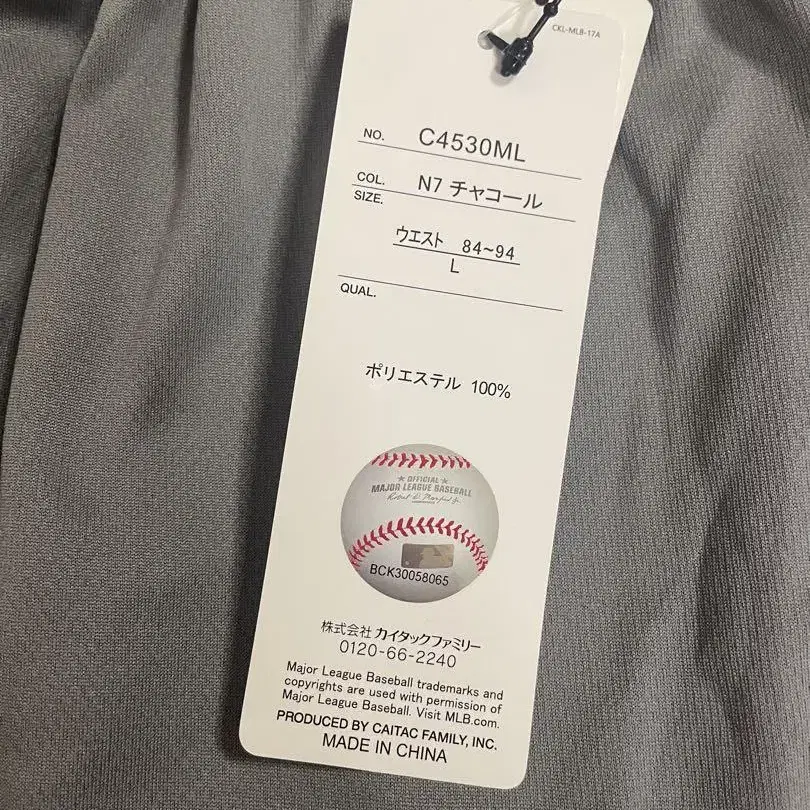 CKL-MLB-17A
NO. C4530ML
COL. N7 チャコール
SIZE.
ウエスト 84~94
L
QUAL.
ポリエステル 100%
★ OFFICIAL ★
MAJOR LEAGUE BASEBALL
BCK30058065
株式会社 カイタックファミリー
0120-66-2240
Major League Baseball trademarks and
copyrights are used with permission of
Major League Baseball. Visit MLB.com.
PRODUCED BY CAITAC FAMILY, INC.
MADE IN CHINA